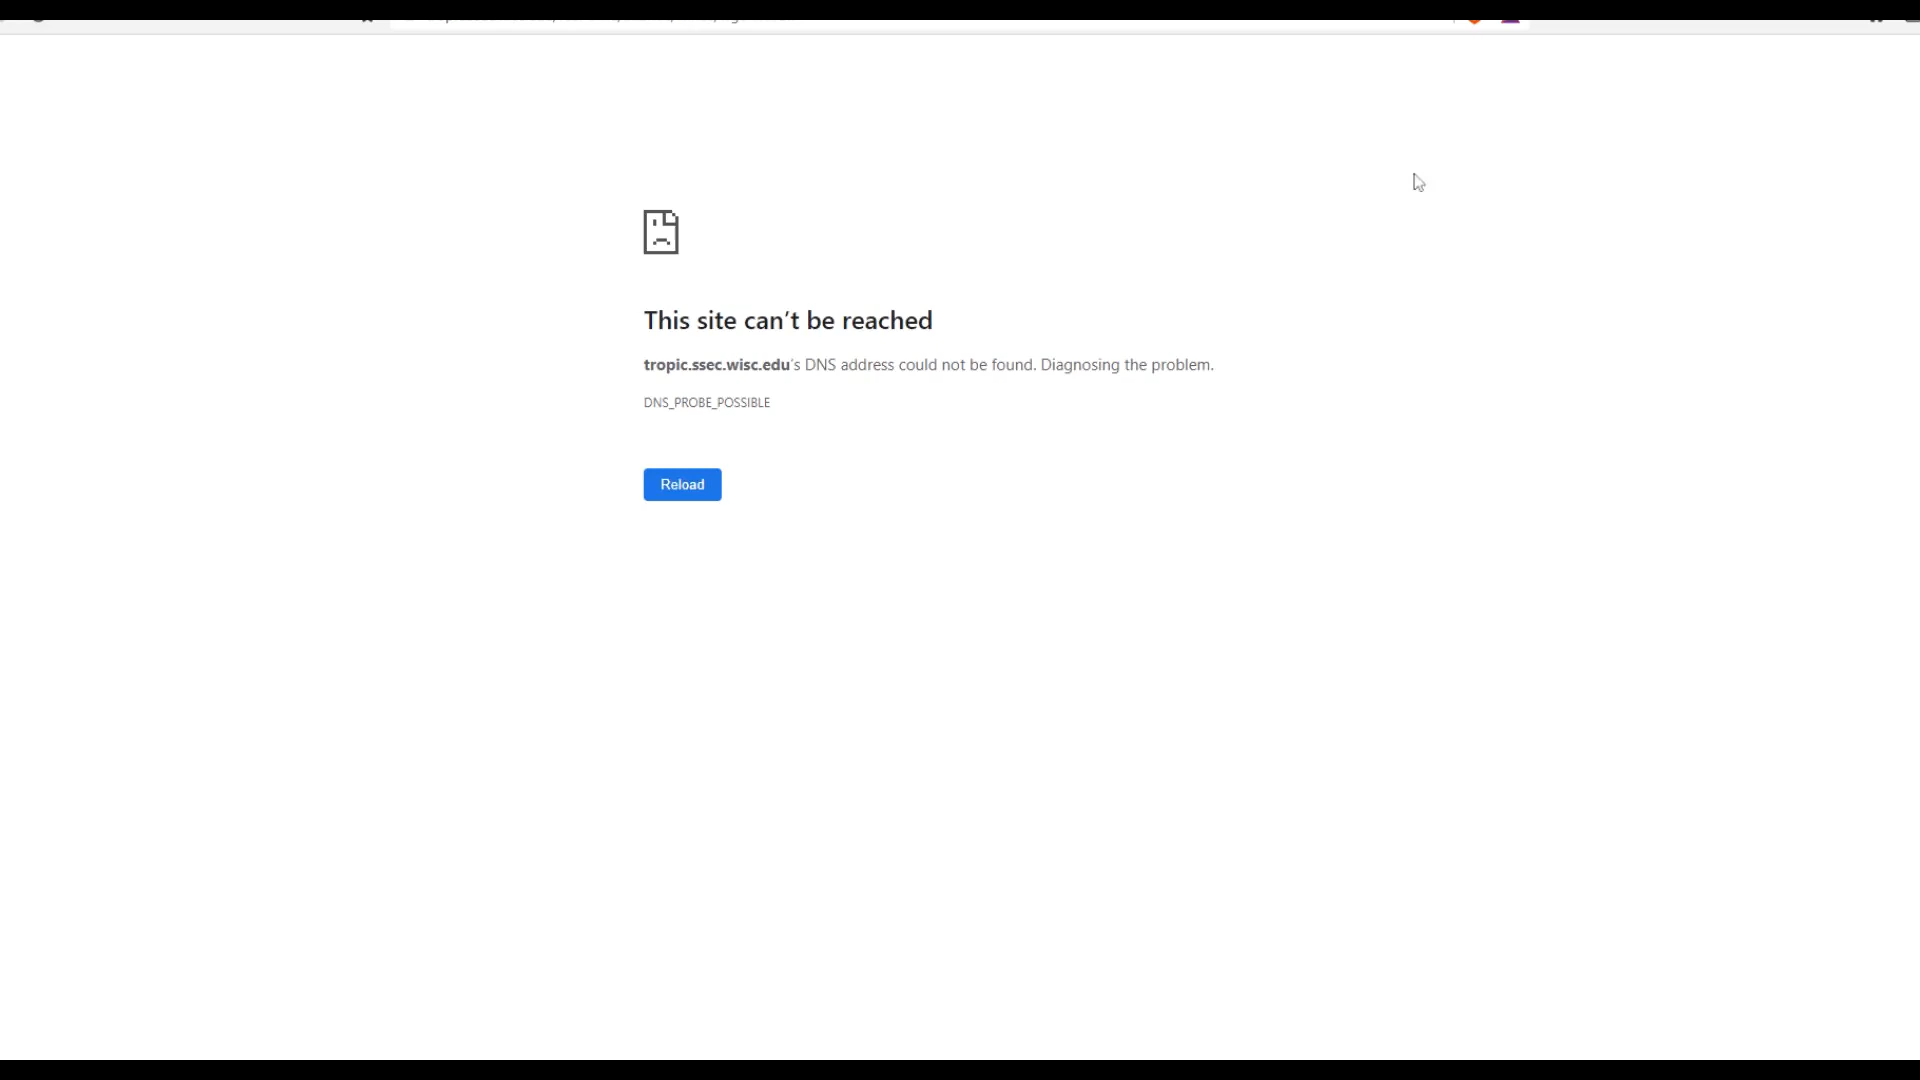 This site can't be reached
tropic.ssec.wisc.edu's DNS address could not be found. Diagnosing the problem.
DNS_PROBE_POSSIBLE
Reload